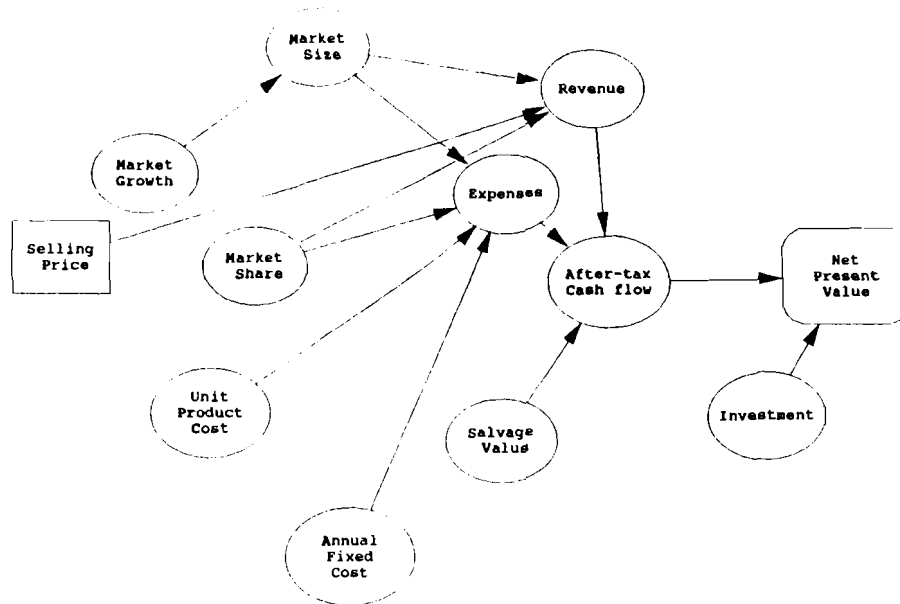 Market
Size
Revenue
Market
Growth
Expenses
Selling
Price
Market
Share
After-tax
Cash flow
Net
Present
Value
Unit
Product
Cost
Salvage
Valus
Investment
Annual
Fixed
Cost